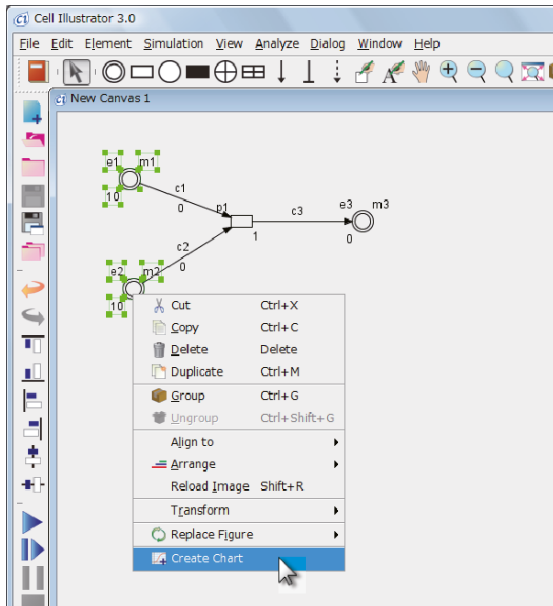 Cell Illustrator 3.0
File Edit Element Simulation View Analyze Dialog Window Help
New Canvas 1
e1 m1
10
c1
0
p1
1
c3
e3 m3
0
c2
0
e2 m2
10
Cut Ctrl+X
Copy Ctrl+C
Delete Delete
Duplicate Ctrl+M
Group Ctrl+G
Ungroup Ctrl+Shift+G
Align to
Arrange
Reload Image Shift+R
Transform
Replace Figure
Create Chart